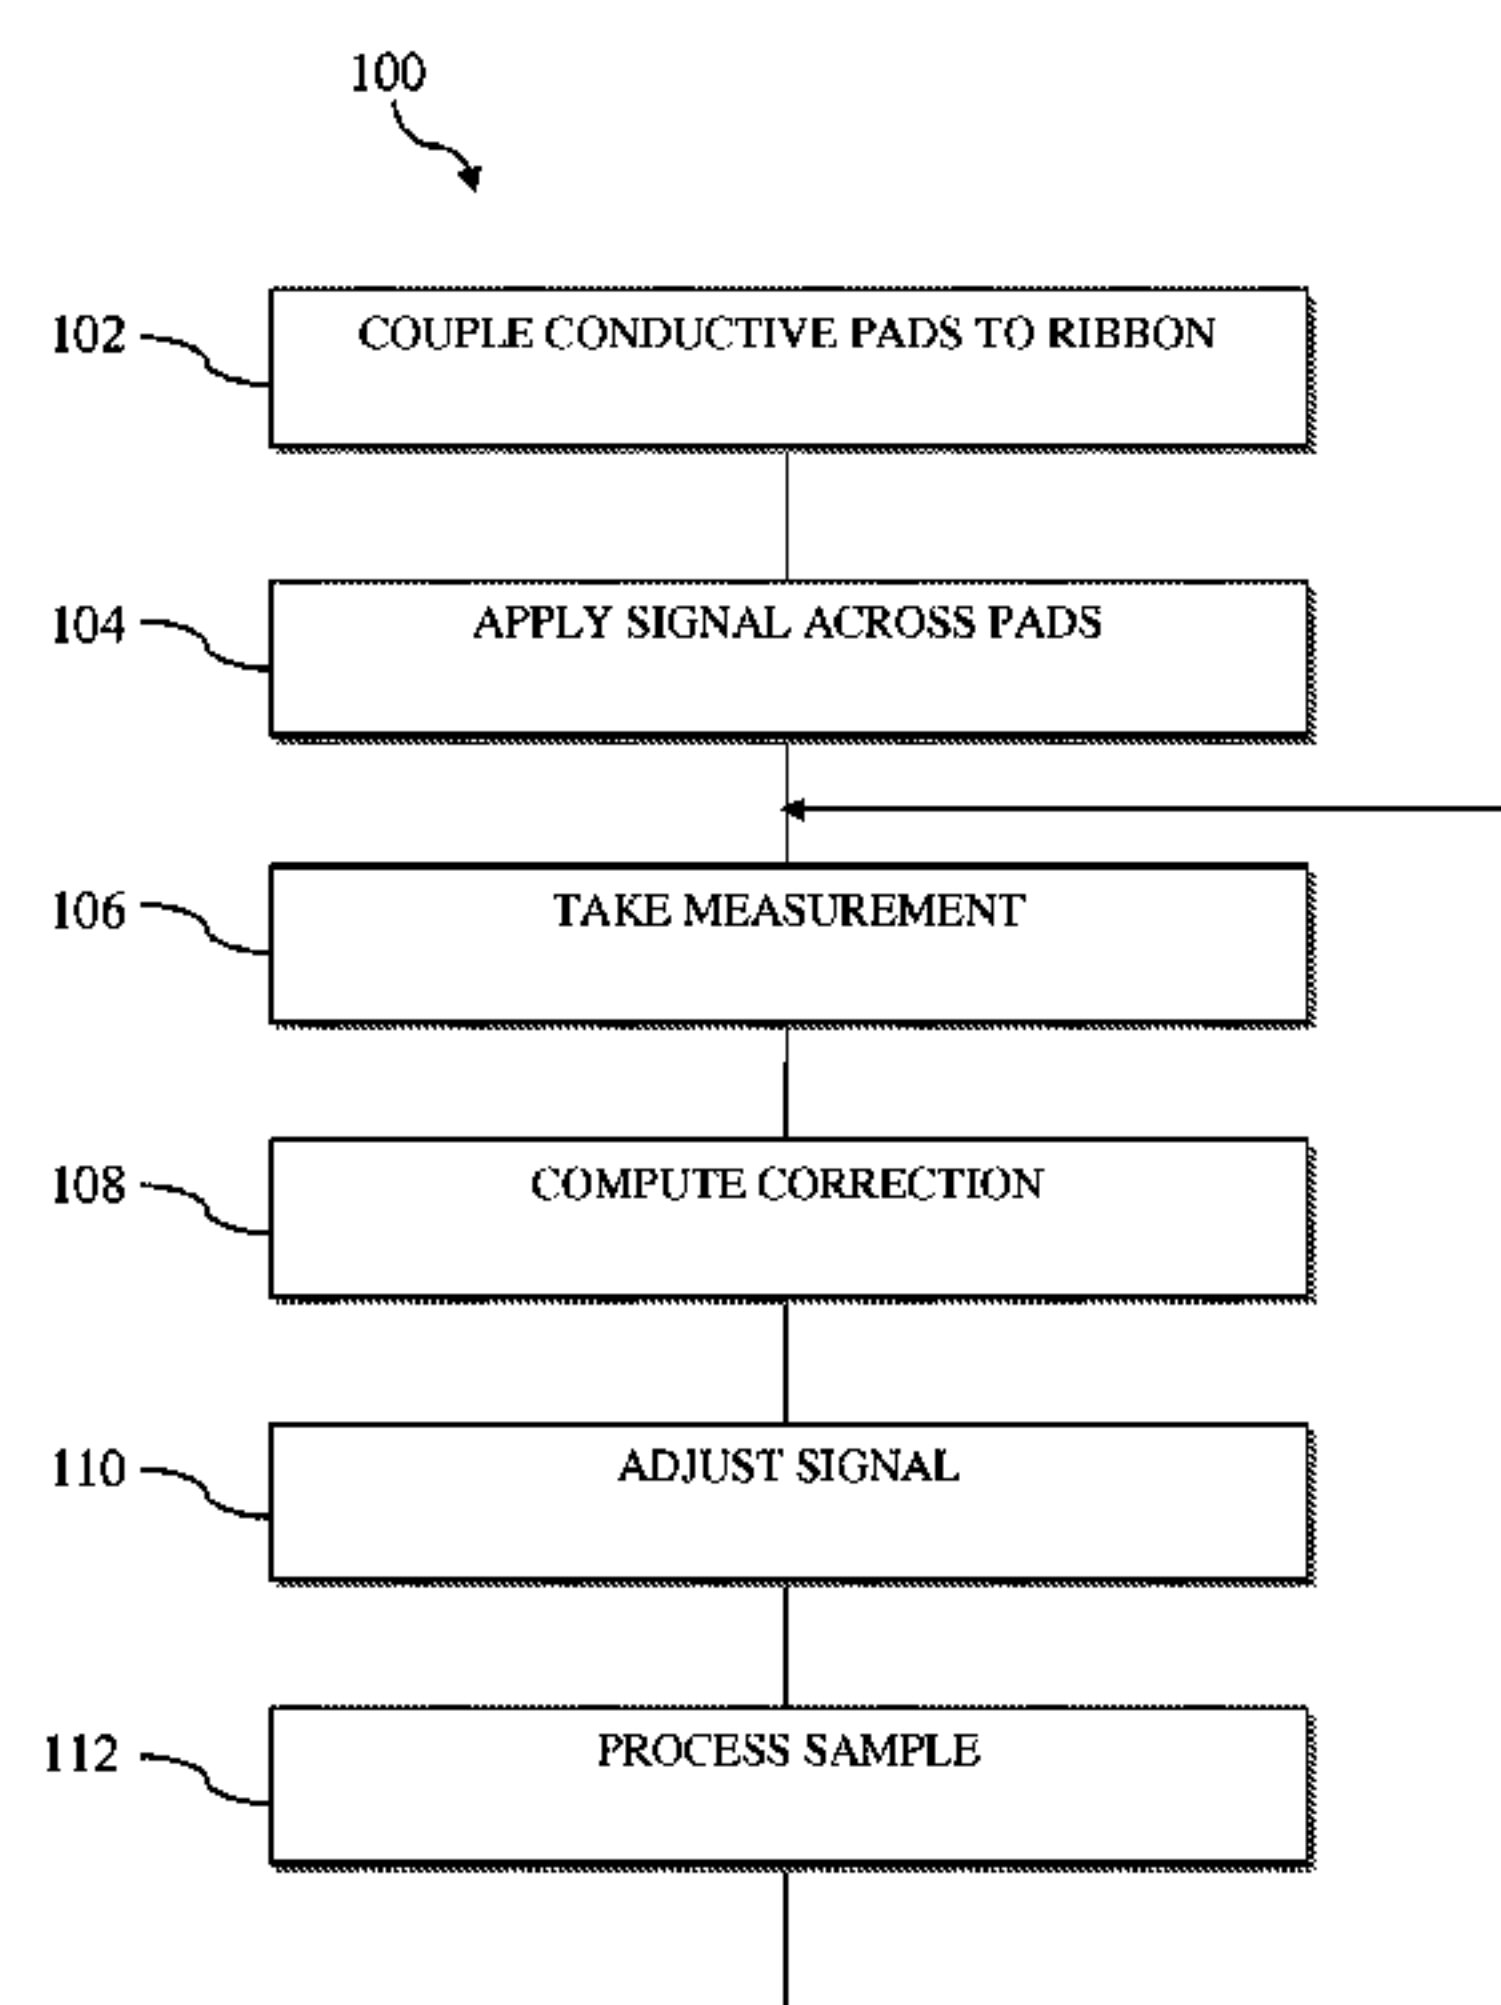 100
102 COUPLE CONDUCTIVE PADS TO RIBBON
104 APPLY SIGNAL ACROSS PADS
106 TAKE MEASUREMENT
108 COMPUTE CORRECTION
110 ADJUST SIGNAL
112 PROCESS SAMPLE